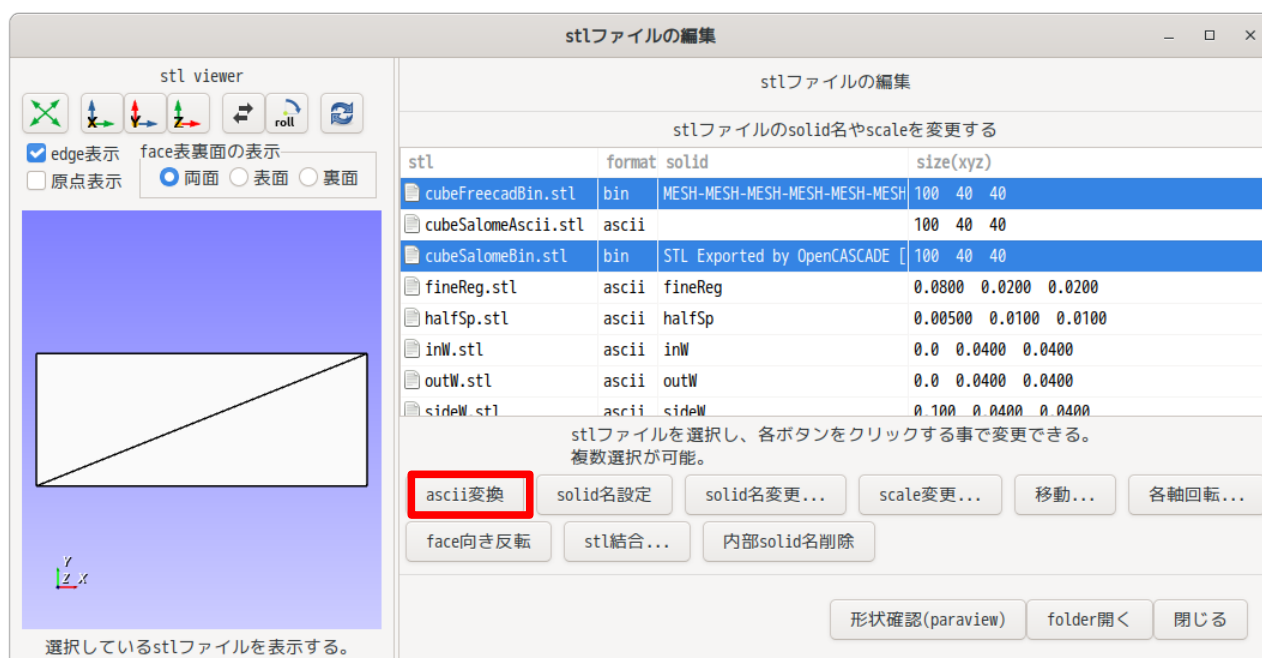 stlファイルの編集
stl viewer
X Y Z roll
edge表示
原点表示
face表裏面の表示
両面 表面 裏面
Y
Z X
選択しているstlファイルを表示する。
stlファイルの編集
stlファイルのsolid名やscaleを変更する
stl format solid size(xyz)
cubeFreecadBin.stl bin MESH-MESH-MESH-MESH-MESH-MESH 100 40 40
cubeSalomeAscii.stl ascii 100 40 40
cubeSalomeBin.stl bin STL Exported by OpenCASCADE [ 100 40 40
fineReg.stl ascii fineReg 0.0800 0.0200 0.0200
halfSp.stl ascii halfSp 0.00500 0.0100 0.0100
inW.stl ascii inW 0.0 0.0400 0.0400
outW.stl ascii outW 0.0 0.0400 0.0400
sideW.stl ascii sideW 0.100 0.0400 0.0400
stlファイルを選択し、各ボタンをクリックする事で変更できる。
複数選択が可能。
ascii変換 solid名設定 solid名変更... scale変更... 移動... 各軸回転...
face向き反転 stl結合... 内部solid名削除
形状確認(paraview) folder開く 閉じる